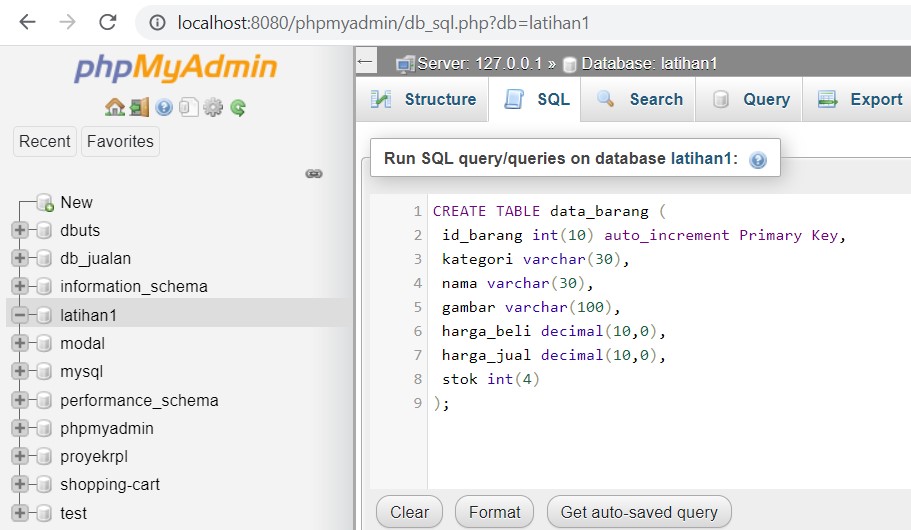 localhost:8080/phpmyadmin/db_sql.php?db=latihan1
phpMyAdmin
Recent Favorites
New
dbuts
db_jualan
information_schema
latihan1
modal
mysql
performance_schema
phpmyadmin
proyekrpl
shopping-cart
test
Server: 127.0.0.1 » Database: latihan1
Structure SQL Search Query Export
Run SQL query/queries on database latihan1:
1 CREATE TABLE data_barang (
2 id_barang int(10) auto_increment Primary Key,
3 kategori varchar(30),
4 nama varchar(30),
5 gambar varchar(100),
6 harga_beli decimal(10,0),
7 harga_jual decimal(10,0),
8 stok int(4)
9 );
Clear Format Get auto-saved query